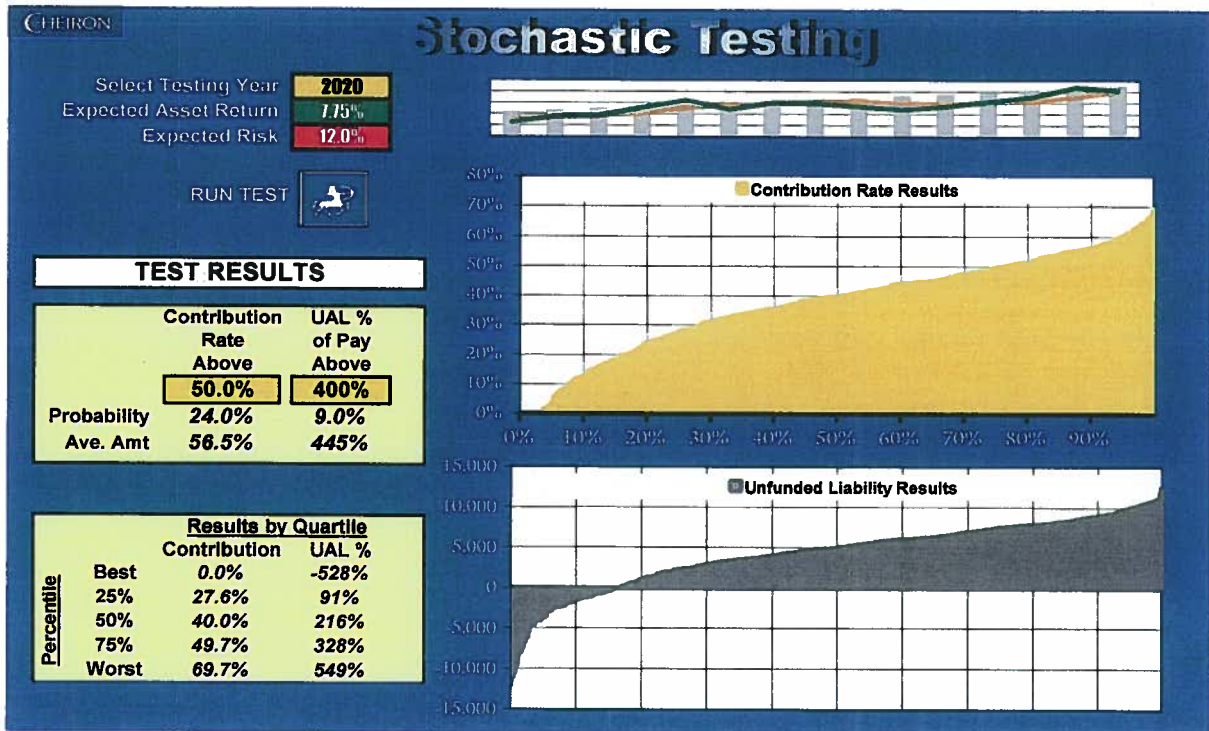 CHEIRON
Stochastic Testing
Select Testing Year 2020
Expected Asset Return 7.75%
Expected Risk 12.0%
RUN TEST
TEST RESULTS
Contribution UAL %
Rate of Pay
Above Above
50.0% 400%
Probability 24.0% 9.0%
Ave. Amt 56.5% 445%
Results by Quartile
Contribution UAL %
Percentile
Best 0.0% -528%
25% 27.6% 91%
50% 40.0% 216%
75% 49.7% 328%
Worst 69.7% 549%
Contribution Rate Results
80%
70%
60%
50%
40%
30%
20%
10%
0%
0% 10% 20% 30% 40% 50% 60% 70% 80% 90%
Unfunded Liability Results
15,000
10,000
5,000
0
-5,000
-10,000
-15,000